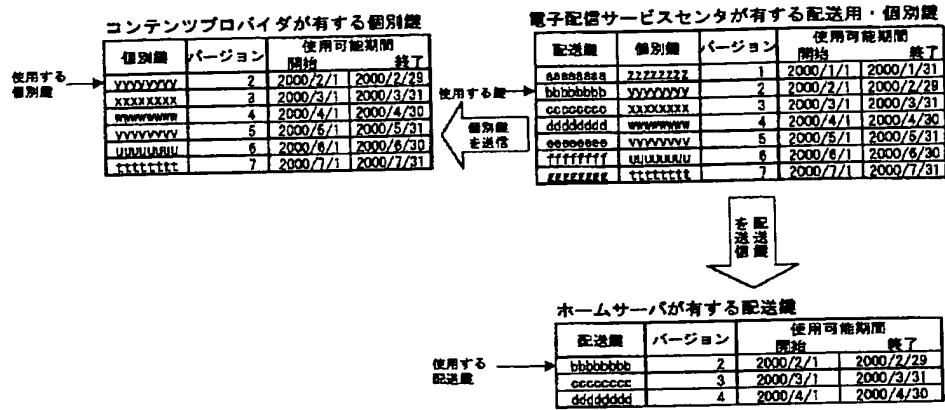 コンテンツプロバイダが有する個別鍵
個別鍵 バージョン 使用可能期間
開始 終了
使用する
個別鍵
yyyyyyyy 2 2000/2/1 2000/2/29
xxxxxxxx 3 2000/3/1 2000/3/31
wwwwwwww 4 2000/4/1 2000/4/30
vvvvvvvv 5 2000/5/1 2000/5/31
uuuuuuuu 6 2000/6/1 2000/6/30
tttttttt 7 2000/7/1 2000/7/31
電子配信サービスセンタが有する配送用・個別鍵
配送鍵 個別鍵 バージョン 使用可能期間
開始 終了
使用する鍵
aaaaaaaa zzzzzzzz 1 2000/1/1 2000/1/31
bbbbbbbb yyyyyyyy 2 2000/2/1 2000/2/29
cccccccc xxxxxxxx 3 2000/3/1 2000/3/31
dddddddd wwwwwwww 4 2000/4/1 2000/4/30
eeeeeeee vvvvvvvv 5 2000/5/1 2000/5/31
ffffffff uuuuuuuu 6 2000/6/1 2000/6/30
gggggggg tttttttt 7 2000/7/1 2000/7/31
個別鍵
を送信
配送鍵
を送信
ホームサーバが有する配送鍵
配送鍵 バージョン 使用可能期間
開始 終了
使用する
配送鍵
bbbbbbbb 2 2000/2/1 2000/2/29
cccccccc 3 2000/3/1 2000/3/31
dddddddd 4 2000/4/1 2000/4/30